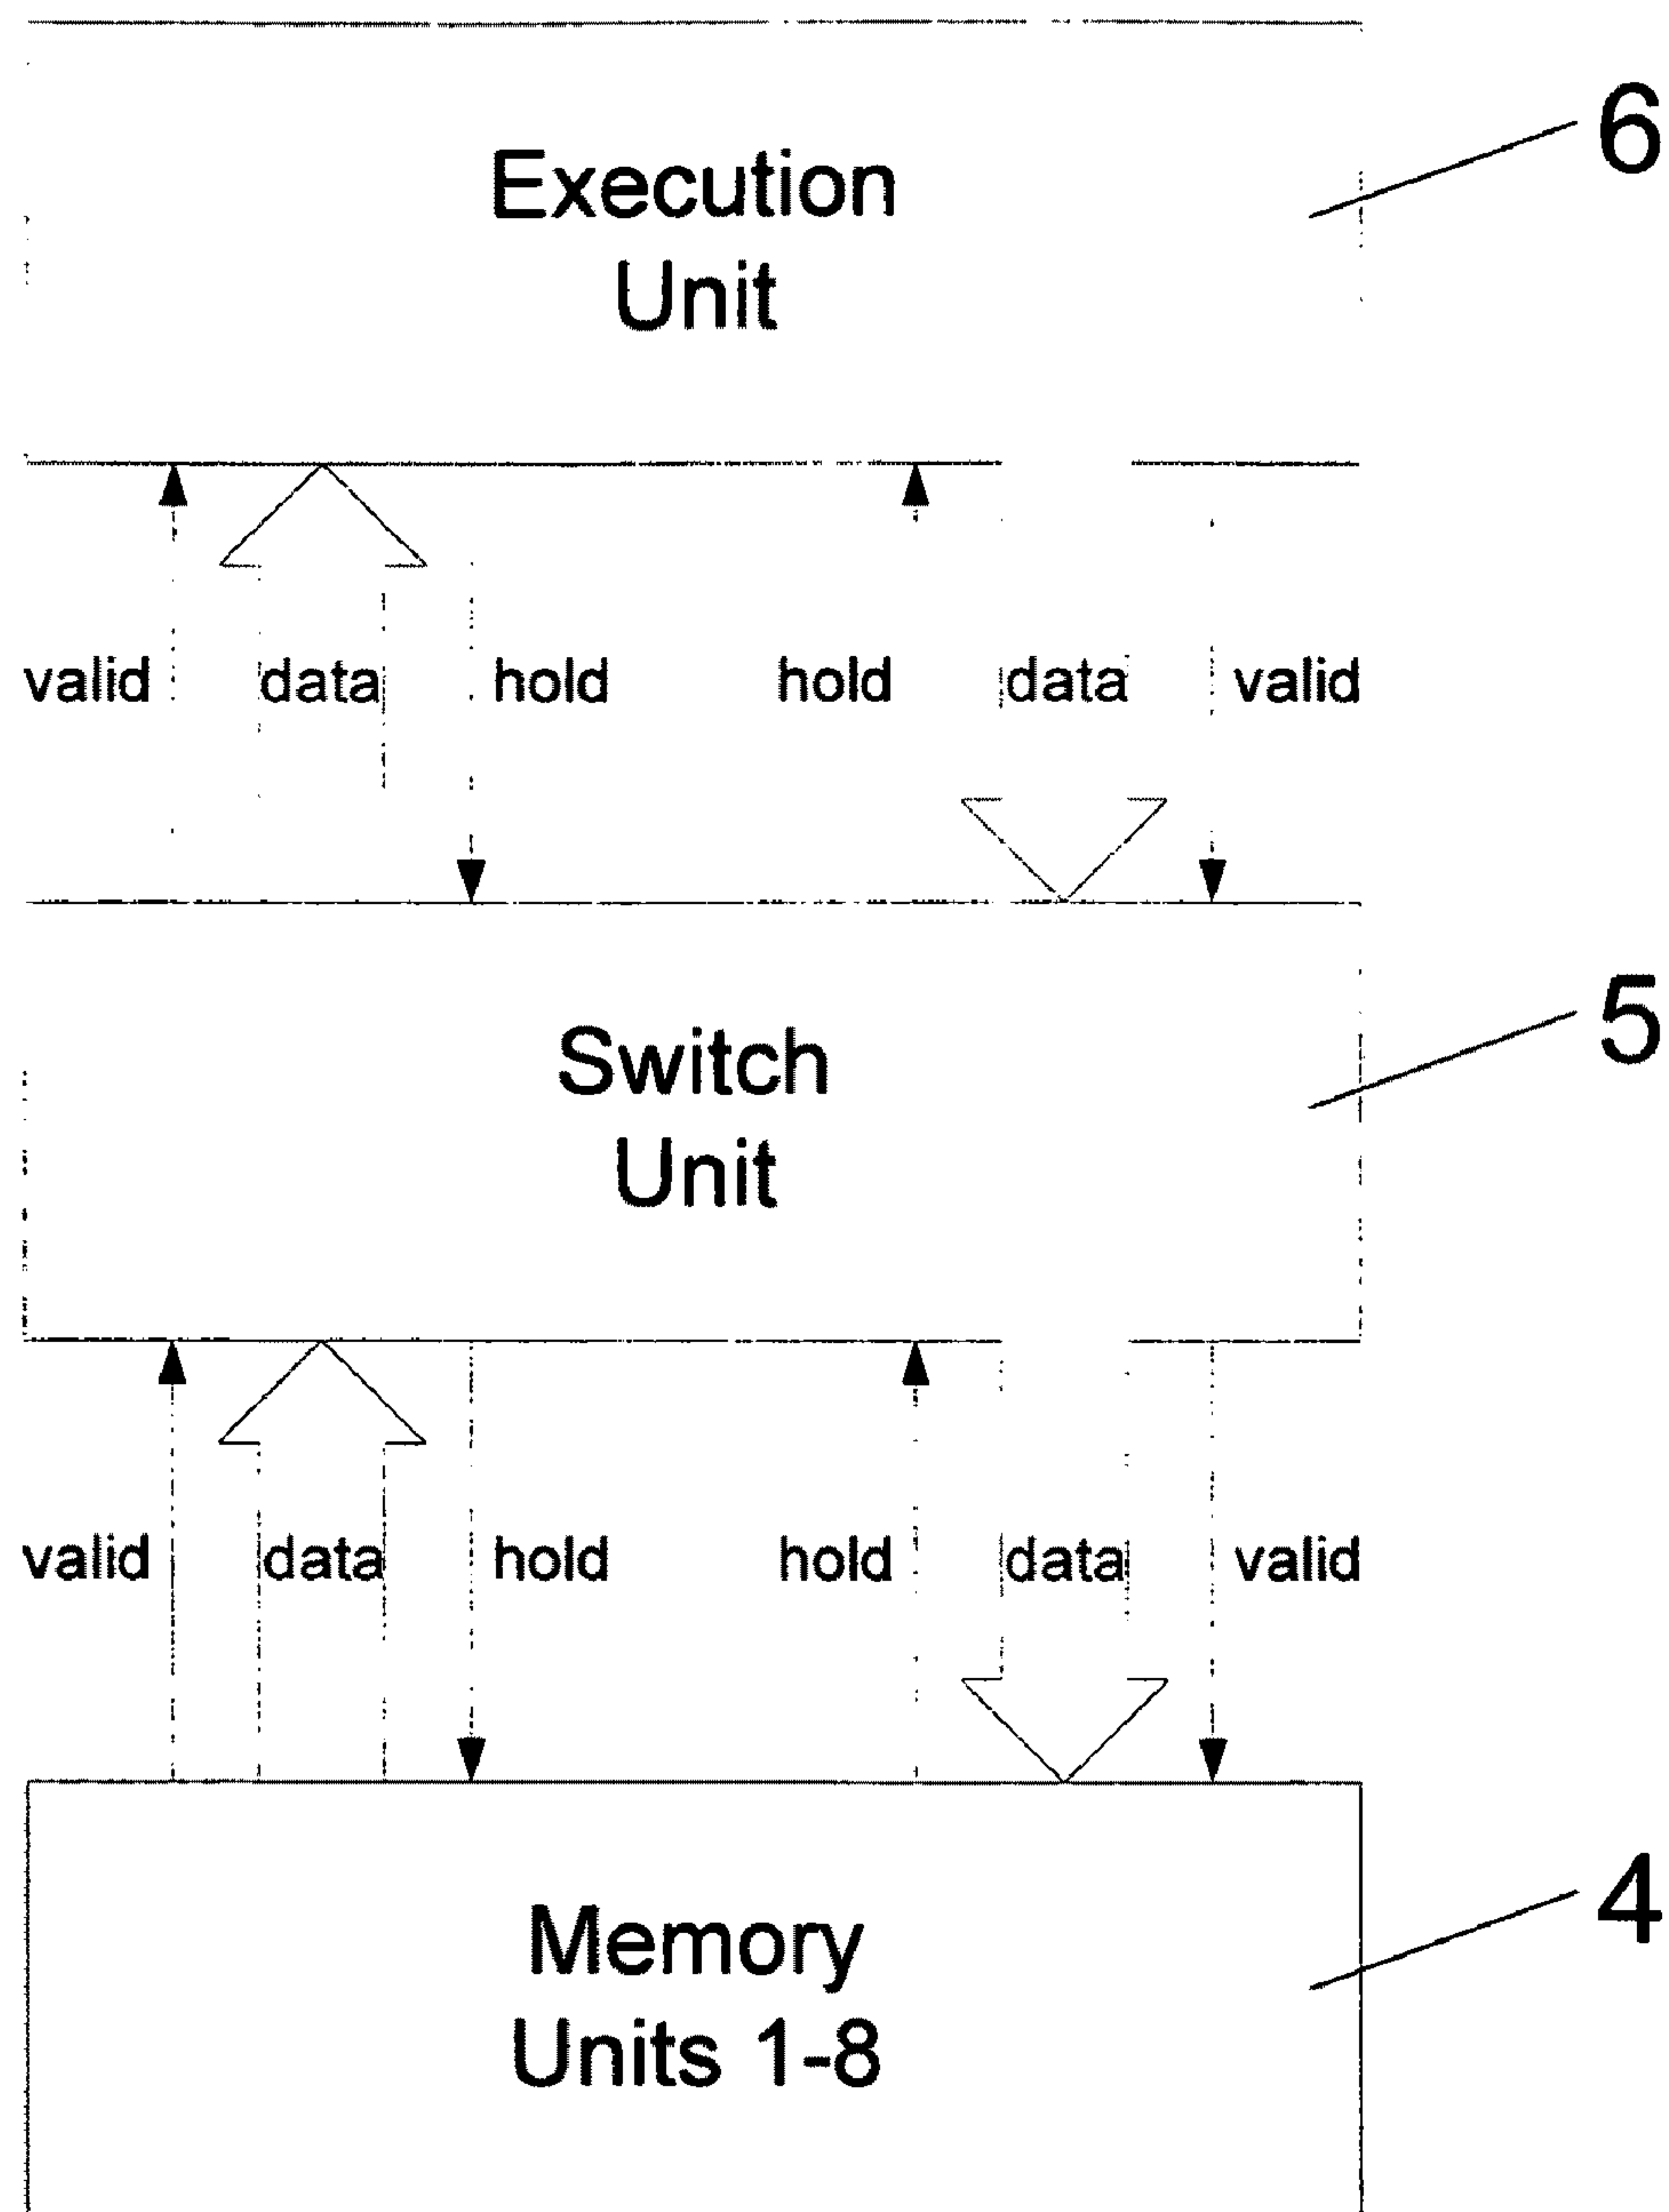 6
Execution
Unit
valid data hold hold data valid
5
Switch
Unit
valid data hold hold data valid
4
Memory
Units 1-8